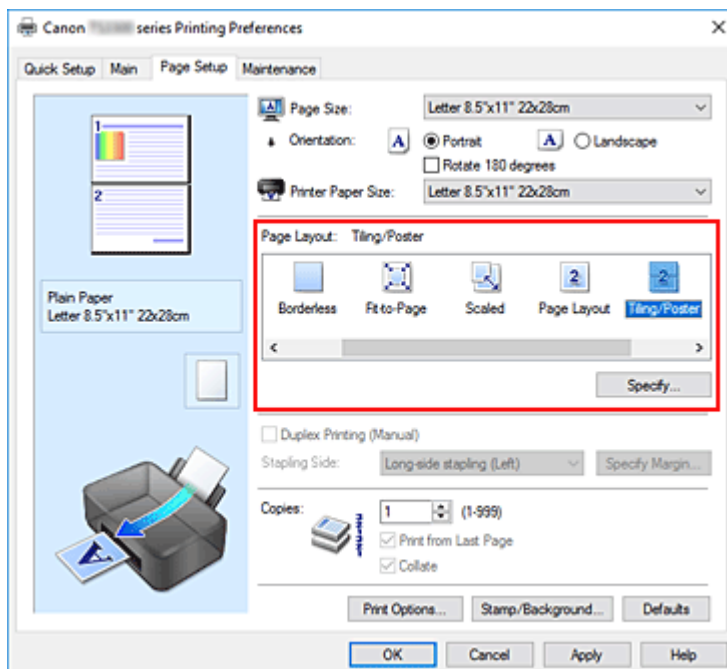 Canon series Printing Preferences
Quick Setup Main Page Setup Maintenance
1
2
Plain Paper
Letter 8.5"x11" 22x28cm
A
Page Size: Letter 8.5"x11" 22x28cm
Orientation: A Portrait A Landscape
Rotate 180 degrees
Printer Paper Size: Letter 8.5"x11" 22x28cm
Page Layout: Tiling/Poster
2 2
Borderless Fit-to-Page Scaled Page Layout Tiling/Poster
Specify...
Duplex Printing (Manual)
Stapling Side: Long-side stapling (Left) Specify Margin...
Copies: 1 (1-999)
Print from Last Page
Collate
Print Options... Stamp/Background... Defaults
OK Cancel Apply Help